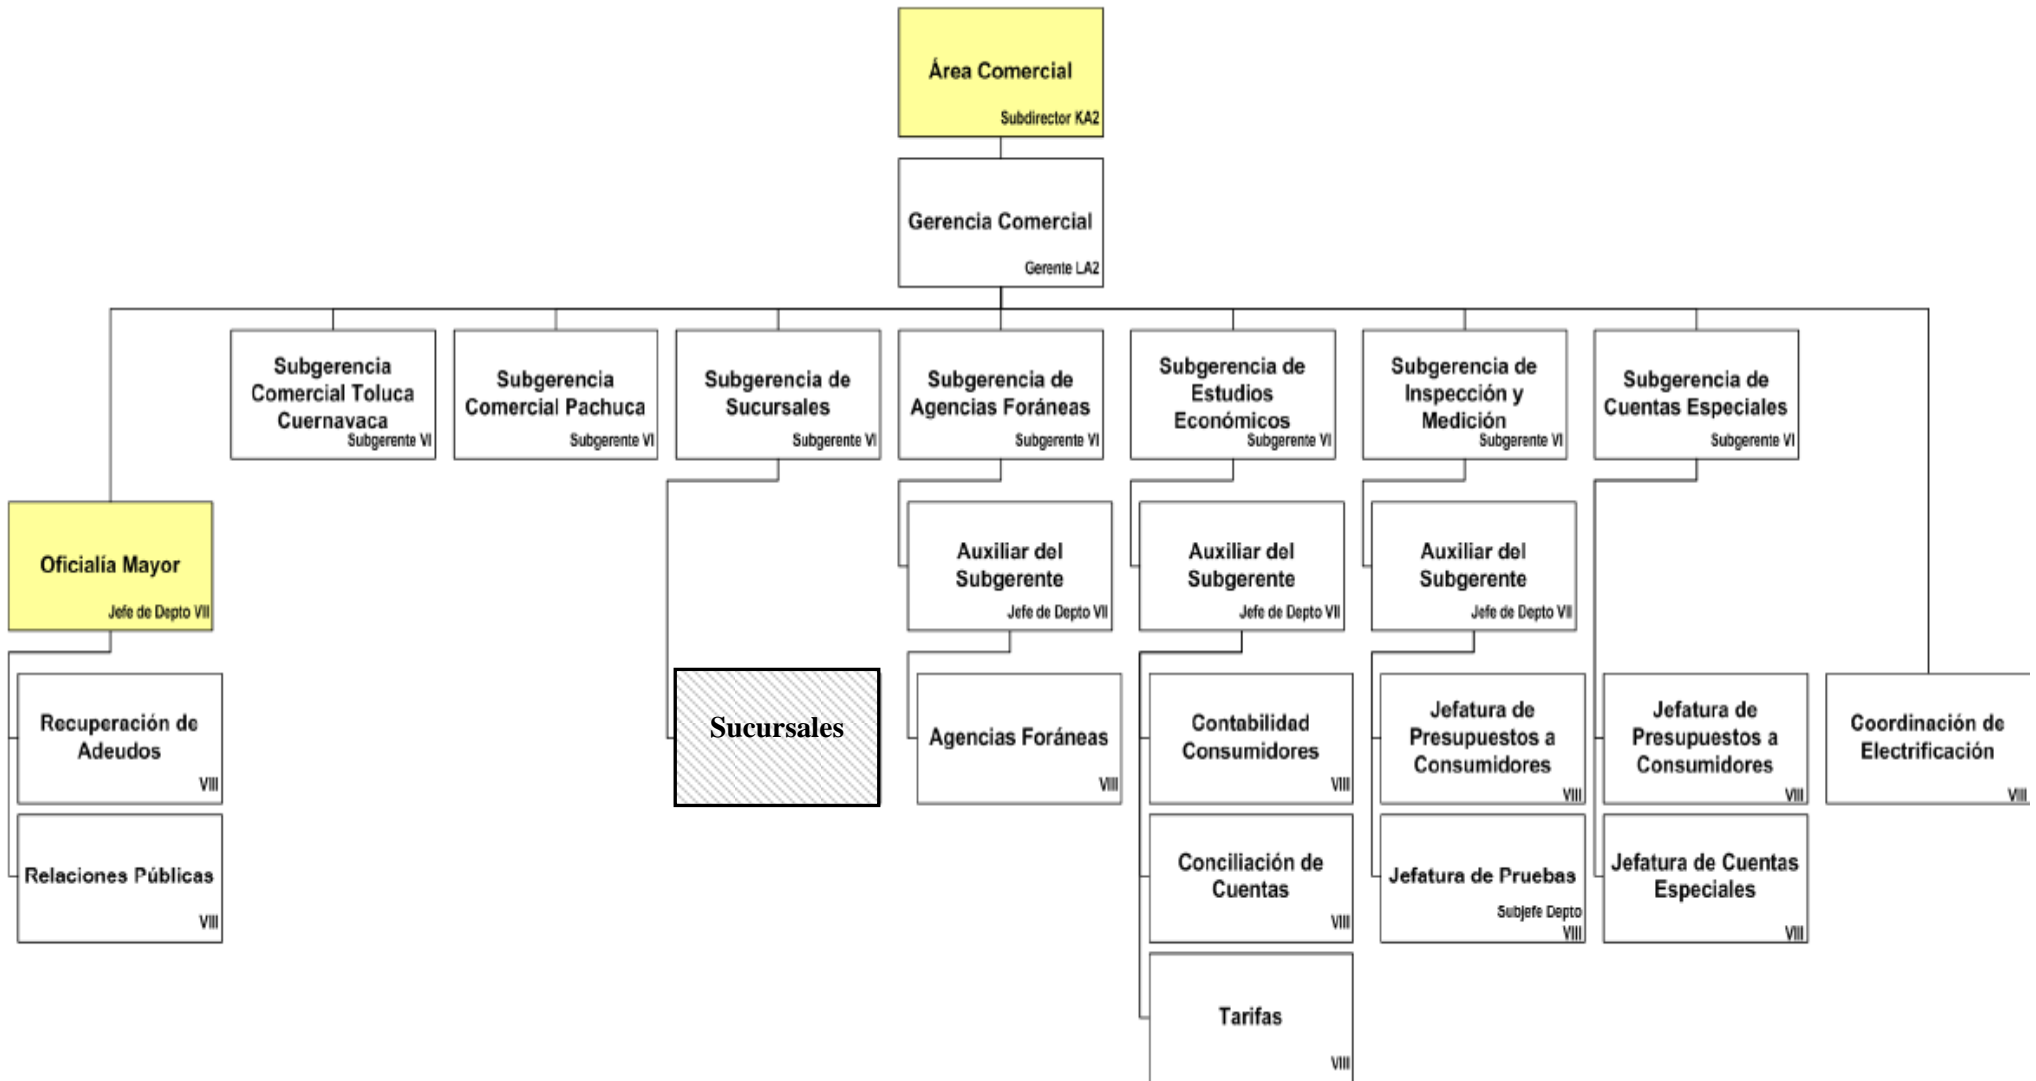 Área Comercial
Subdirector KA2
Gerencia Comercial
Gerente LA2
Subgerencia
Comercial Toluca
Cuernavaca
Subgerente VI
Subgerencia
Comercial Pachuca
Subgerente VI
Subgerencia de
Sucursales
Subgerente VI
Subgerencia de
Agencias Foráneas
Subgerente VI
Subgerencia de
Estudios
Económicos
Subgerente VI
Subgerencia de
Inspección y
Medición
Subgerente VI
Subgerencia de
Cuentas Especiales
Subgerente VI
Oficialía Mayor
Jefe de Depto VII
Auxiliar del
Subgerente
Jefe de Depto VII
Auxiliar del
Subgerente
Jefe de Depto VII
Auxiliar del
Subgerente
Jefe de Depto VII
Recuperación de
Adeudos
VIII
Sucursales
Agencias Foráneas
VIII
Contabilidad
Consumidores
VIII
Jefatura de
Presupuestos a
Consumidores
VIII
Jefatura de
Presupuestos a
Consumidores
VIII
Coordinación de
Electrificación
VIII
Relaciones Públicas
VIII
Conciliación de
Cuentas
VIII
Jefatura de Pruebas
Subjefe Depto
VIII
Jefatura de Cuentas
Especiales
VIII
Tarifas
VIII